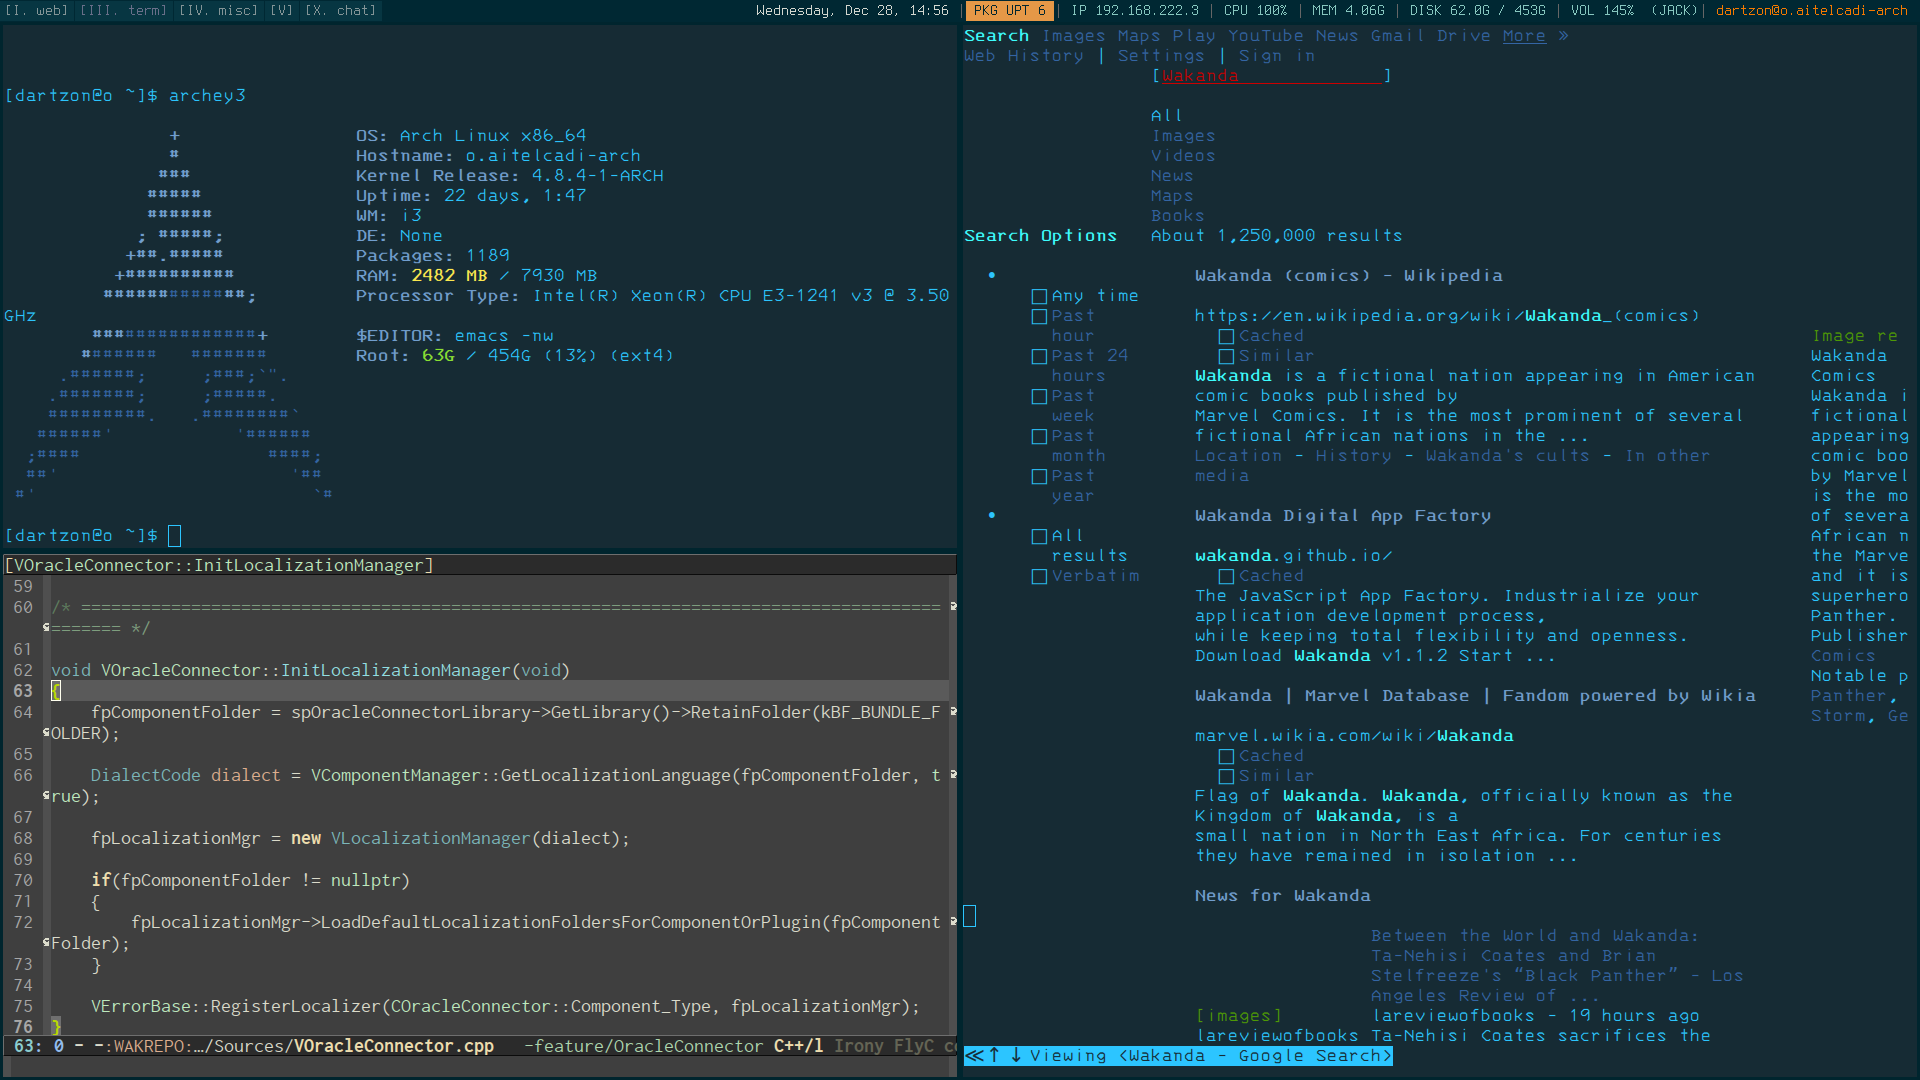 [I. web] [III. term] [IV. misc] [V] [X. chat]
Wednesday, Dec 28, 14:56 | PKG UPT 6 | IP 192.168.222.3 | CPU 100% | MEM 4.06G | DISK 62.0G / 453G | VOL 145% (JACK)| dartzon@o.aitelcadi-arch
[dartzon@o ~]$ archey3
OS: Arch Linux x86_64
Hostname: o.aitelcadi-arch
Kernel Release: 4.8.4-1-ARCH
Uptime: 22 days, 1:47
WM: i3
DE: None
Packages: 1189
RAM: 2482 MB / 7930 MB
Processor Type: Intel(R) Xeon(R) CPU E3-1241 v3 @ 3.50
GHz
$EDITOR: emacs -nw
Root: 63G / 454G (13%) (ext4)
[dartzon@o ~]$
[VOracleConnector::InitLocalizationManager]
59
60 /* ======================================================================================
======= */
61
62 void VOracleConnector::InitLocalizationManager(void)
63 {
64     fpComponentFolder = spOracleConnectorLibrary->GetLibrary()->RetainFolder(kBF_BUNDLE_F
OLDER);
65
66     DialectCode dialect = VComponentManager::GetLocalizationLanguage(fpComponentFolder, t
rue);
67
68     fpLocalizationMgr = new VLocalizationManager(dialect);
69
70     if(fpComponentFolder != nullptr)
71     {
72         fpLocalizationMgr->LoadDefaultLocalizationFoldersForComponentOrPlugin(fpComponent
Folder);
73     }
74
75     VErrorBase::RegisterLocalizer(COracleConnector::Component_Type, fpLocalizationMgr);
76 }
63: 0 - -:WAKREPO:…/Sources/VOracleConnector.cpp -feature/OracleConnector C++/l Irony FlyC co
Search Images Maps Play YouTube News Gmail Drive More »
Web History | Settings | Sign in
[Wakanda_____________]
All
Images
Videos
News
Maps
Books
Search Options About 1,250,000 results
• Wakanda (comics) - Wikipedia
Any time
Past https://en.wikipedia.org/wiki/Wakanda_(comics)
hour Cached Image re
Past 24 Similar Wakanda
hours Wakanda is a fictional nation appearing in American Comics
Past comic books published by Wakanda i
week Marvel Comics. It is the most prominent of several fictional
Past fictional African nations in the ... appearing
month Location - History - Wakanda's cults - In other comic boo
Past media by Marvel
year is the mo
• Wakanda Digital App Factory of severa
All African n
results wakanda.github.io/ the Marve
Verbatim Cached and it is
The JavaScript App Factory. Industrialize your superhero
application development process, Panther.
while keeping total flexibility and openness. Publisher
Download Wakanda v1.1.2 Start ... Comics
Notable p
Wakanda | Marvel Database | Fandom powered by Wikia Panther,
Storm, Ge
marvel.wikia.com/wiki/Wakanda
Cached
Similar
Flag of Wakanda. Wakanda, officially known as the
Kingdom of Wakanda, is a
small nation in North East Africa. For centuries
they have remained in isolation ...
News for Wakanda
Between the World and Wakanda:
Ta-Nehisi Coates and Brian
Stelfreeze's “Black Panther” - Los
Angeles Review of ...
[images] lareviewofbooks - 19 hours ago
lareviewofbooks Ta-Nehisi Coates sacrifices the
≪↑ ↓Viewing <Wakanda - Google Search>